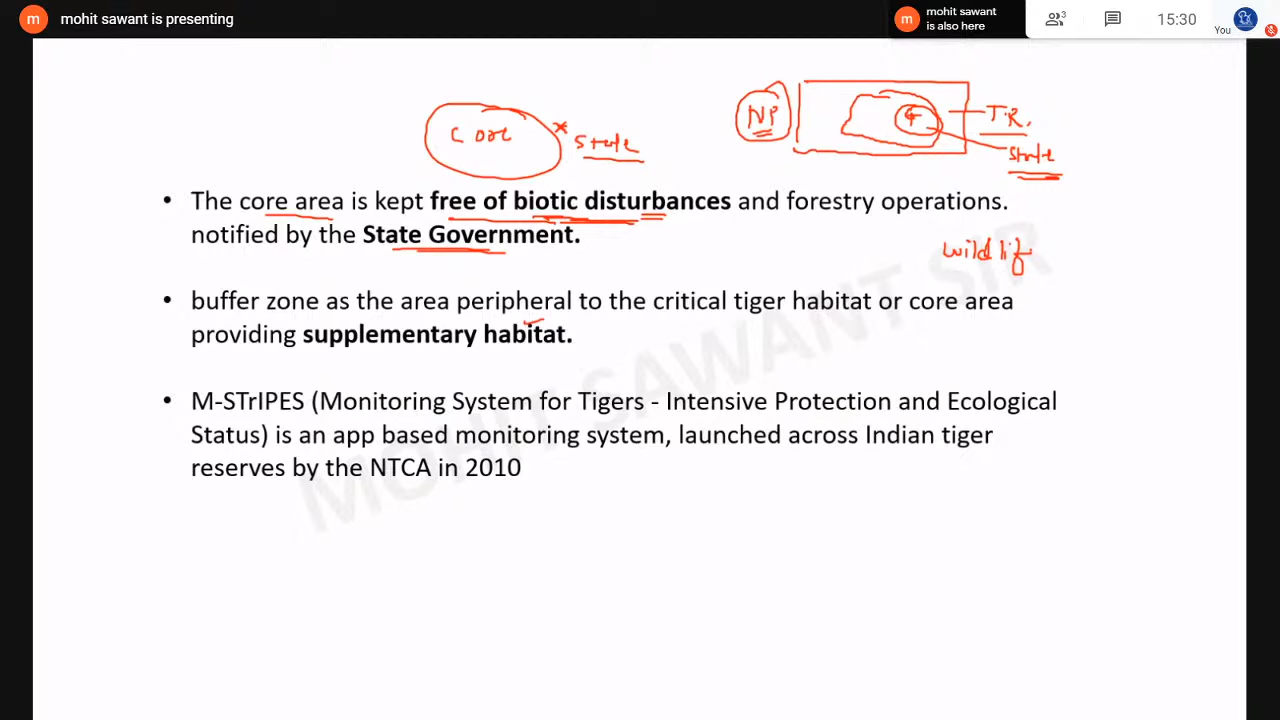 m mohit sawant is presenting
m mohit sawant
is also here
3
15:30
You
core
State
NP
T.R.
State
• The core area is kept free of biotic disturbances and forestry operations.
notified by the State Government.
wild lif
• buffer zone as the area peripheral to the critical tiger habitat or core area
providing supplementary habitat.
• M-STrIPES (Monitoring System for Tigers - Intensive Protection and Ecological
Status) is an app based monitoring system, launched across Indian tiger
reserves by the NTCA in 2010
MOHIT SAWANT SIR